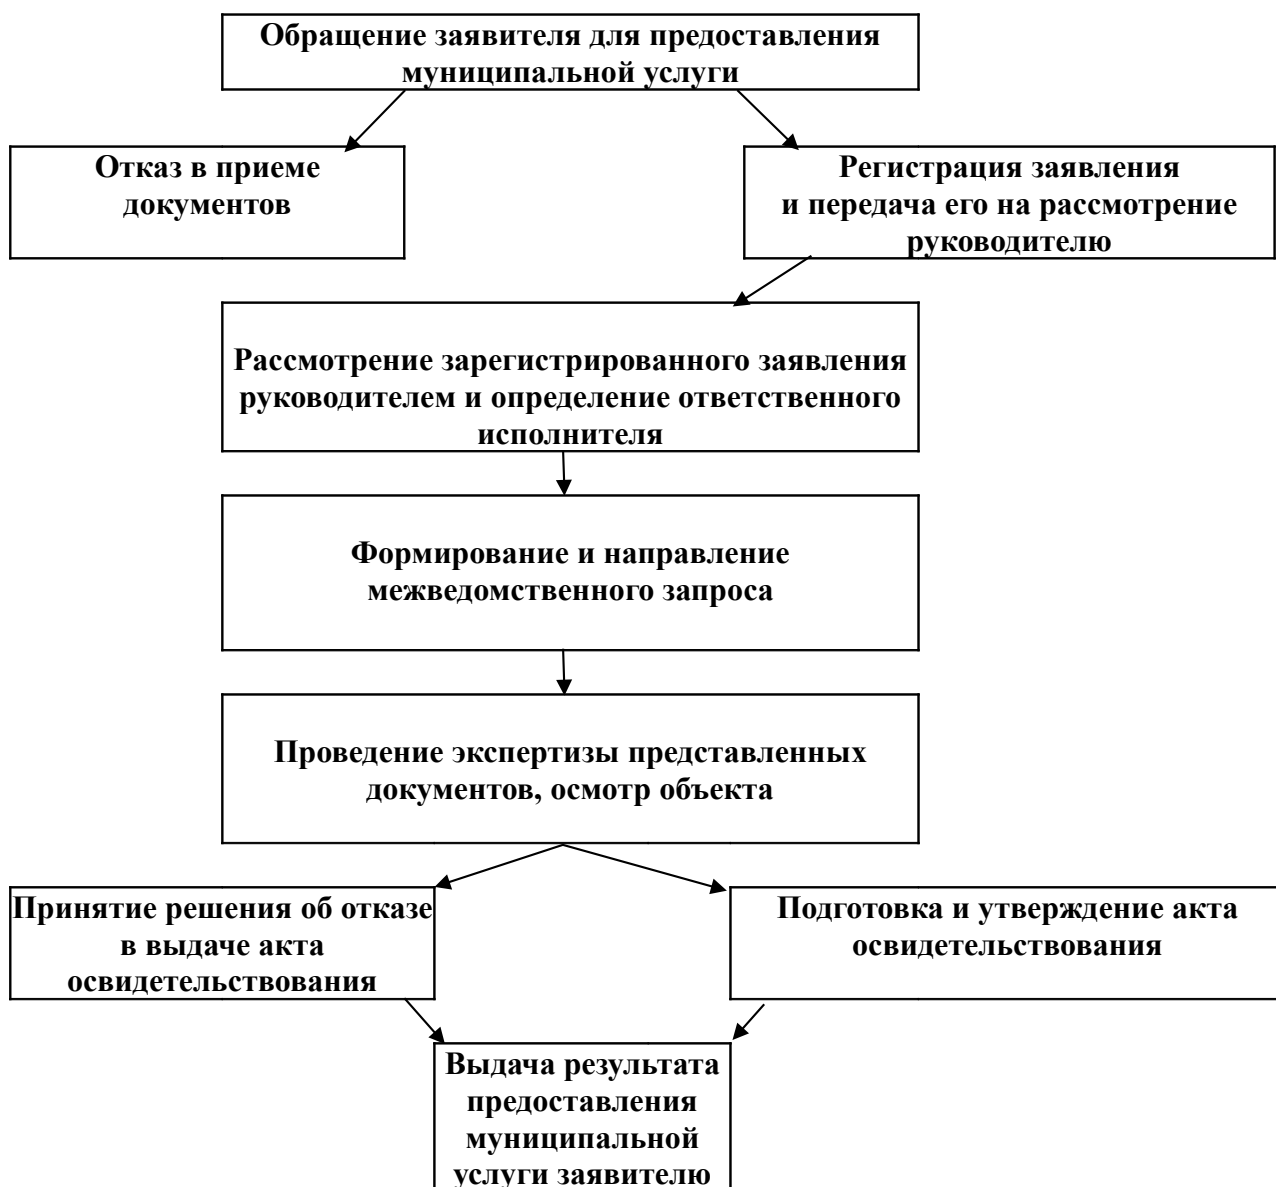 Обращение заявителя для предоставления
муниципальной услуги
Отказ в приеме
документов
Регистрация заявления
и передача его на рассмотрение
руководителю
Рассмотрение зарегистрированного заявления
руководителем и определение ответственного
исполнителя
Формирование и направление
межведомственного запроса
Проведение экспертизы представленных
документов, осмотр объекта
Принятие решения об отказе
в выдаче акта
освидетельствования
Подготовка и утверждение акта
освидетельствования
Выдача результата
предоставления
муниципальной
услуги заявителю